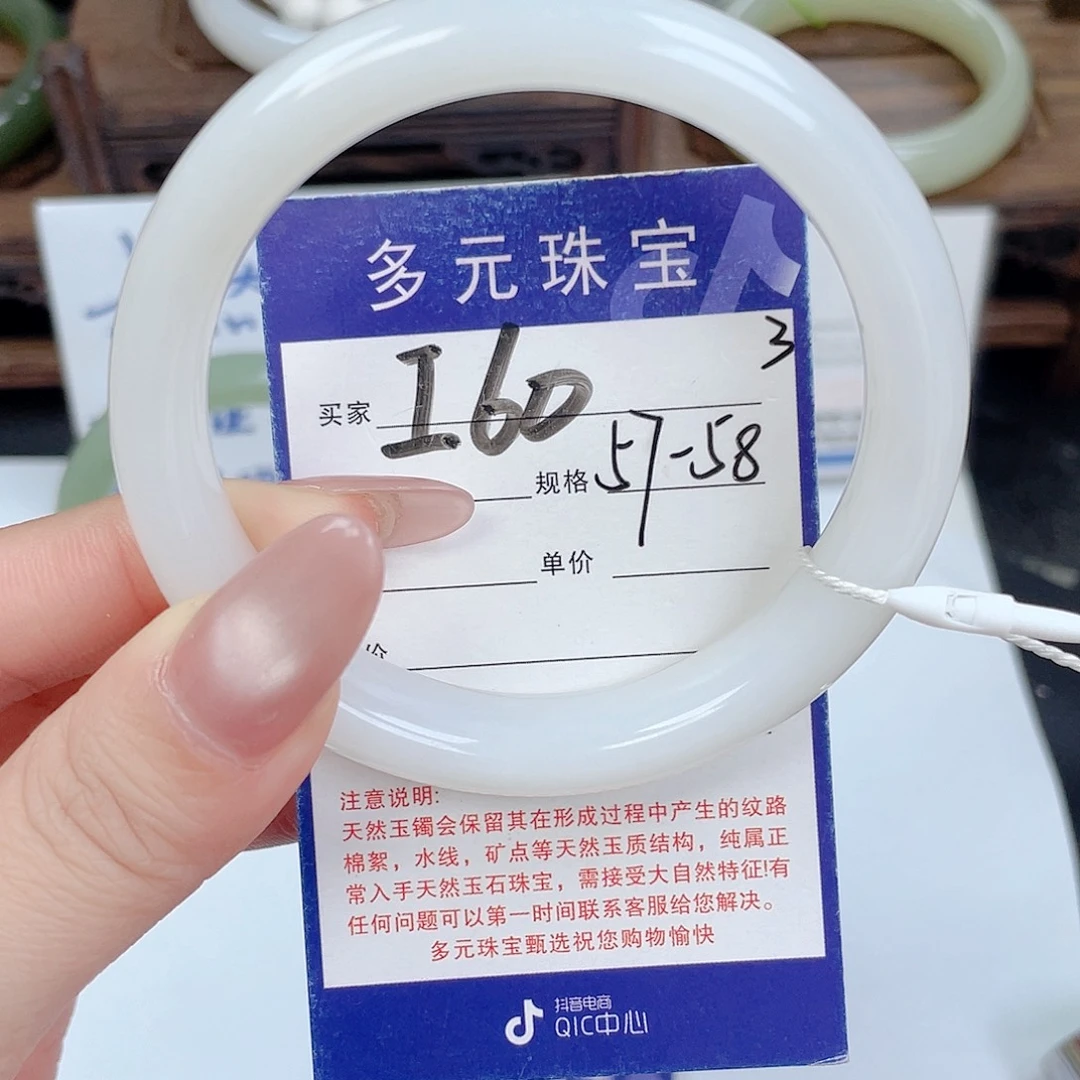 多元珠宝
3
买家 I.60
规格 57-58
单价
价
注意说明:
天然玉镯会保留其在形成过程中产生的纹路
棉絮，水线，矿点等天然玉质结构，纯属正
常入手天然玉石珠宝，需接受大自然特征!有
任何问题可以第一时间联系客服给您解决。
多元珠宝甄选祝您购物愉快
抖音电商
QIC中心